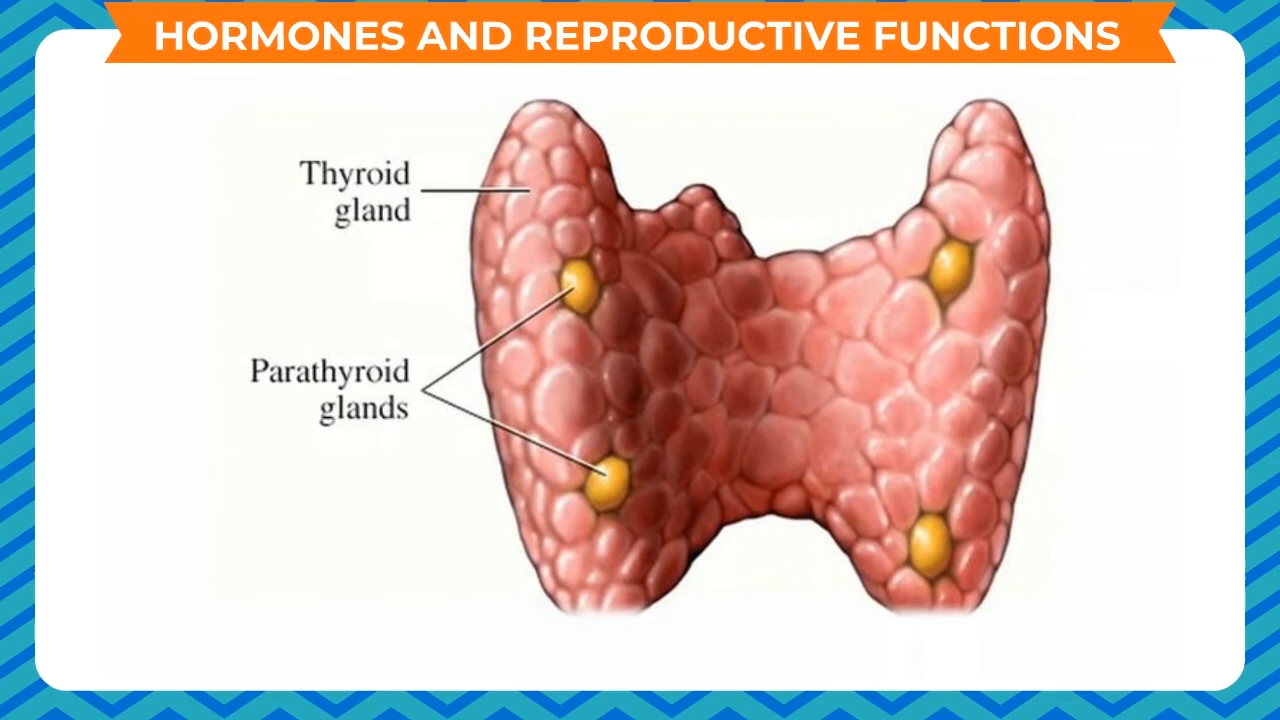 HORMONES AND REPRODUCTIVE FUNCTIONS
Thyroid
gland
Parathyroid
glands